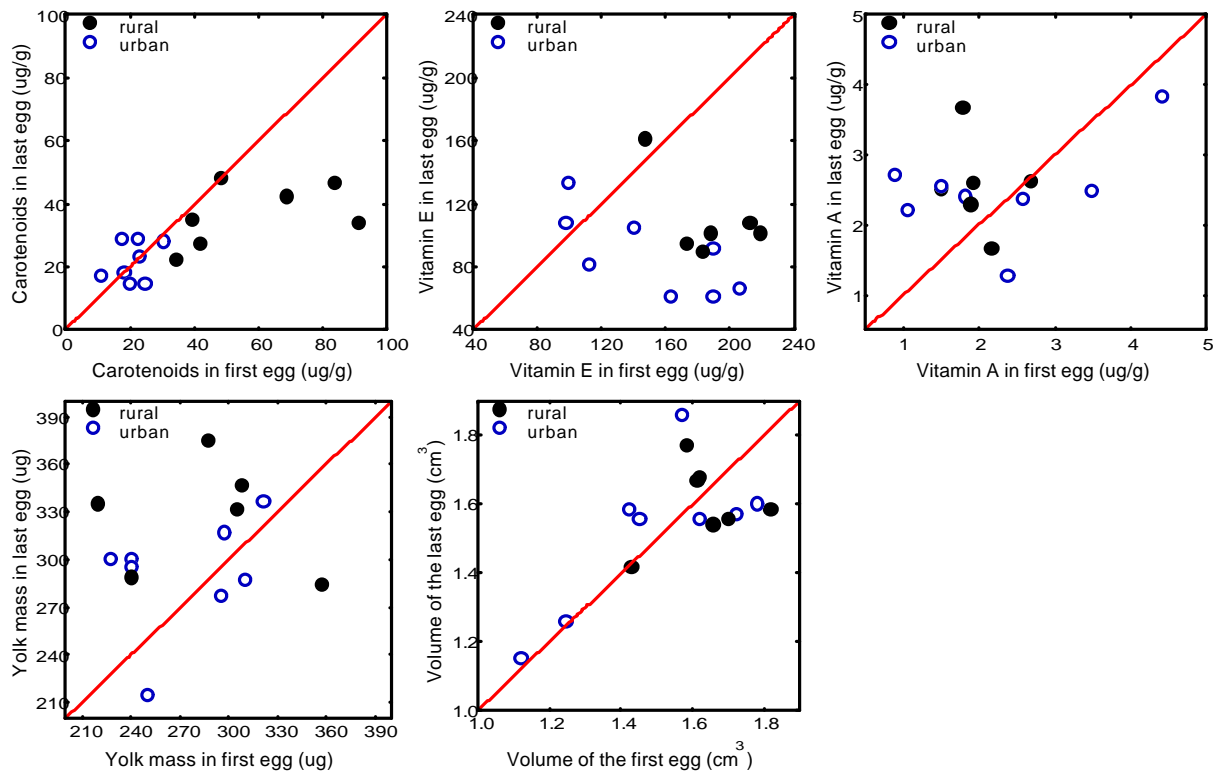 Carotenoids in last egg (ug/g)
100
80
60
40
20
0
rural
urban
0 20 40 60 80 100
Carotenoids in first egg (ug/g)
Vitamin E in last egg (ug/g)
240
200
160
120
80
40
rural
urban
40 80 120 160 200 240
Vitamin E in first egg (ug/g)
Vitamin A in last egg (ug/g)
5
4
3
2
1
rural
urban
1 2 3 4 5
Vitamin A in first egg (ug/g)
Yolk mass in last egg (ug)
390
360
330
300
270
240
210
rural
urban
210 240 270 300 330 360 390
Yolk mass in first egg (ug)
Volume of the last egg (cm³)
1.8
1.6
1.4
1.2
1.0
rural
urban
1.0 1.2 1.4 1.6 1.8
Volume of the first egg (cm³)